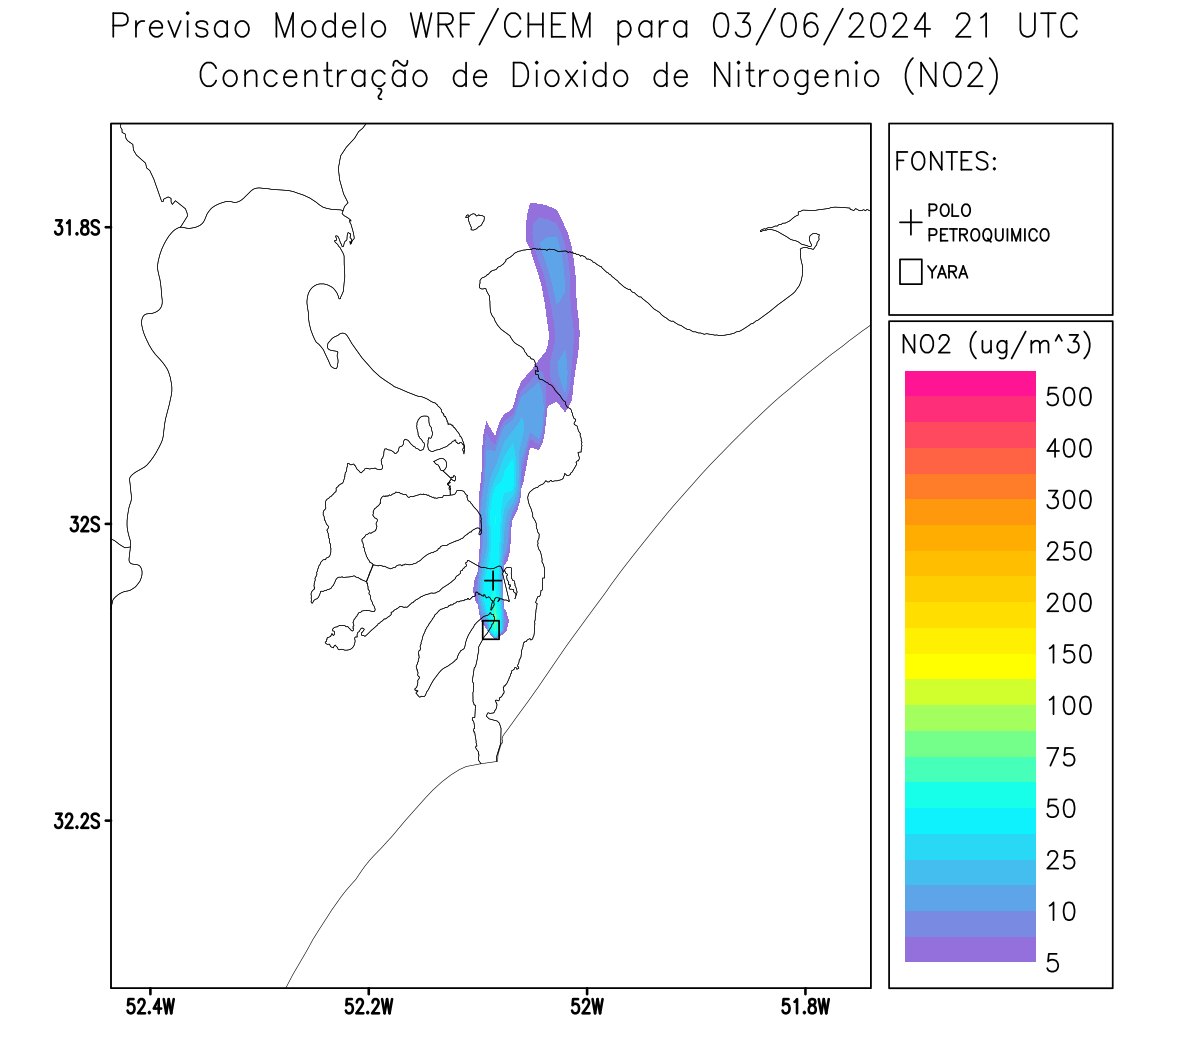 Previsao Modelo WRF/CHEM para 03/06/2024 21 UTC
Concentração de Dioxido de Nitrogenio (NO2)
FONTES:
POLO
PETROQUIMICO
YARA
NO2 (ug/m^3)
500
400
300
250
200
150
100
75
50
25
10
5
31.8S
32S
32.2S
52.4W
52.2W
52W
51.8W